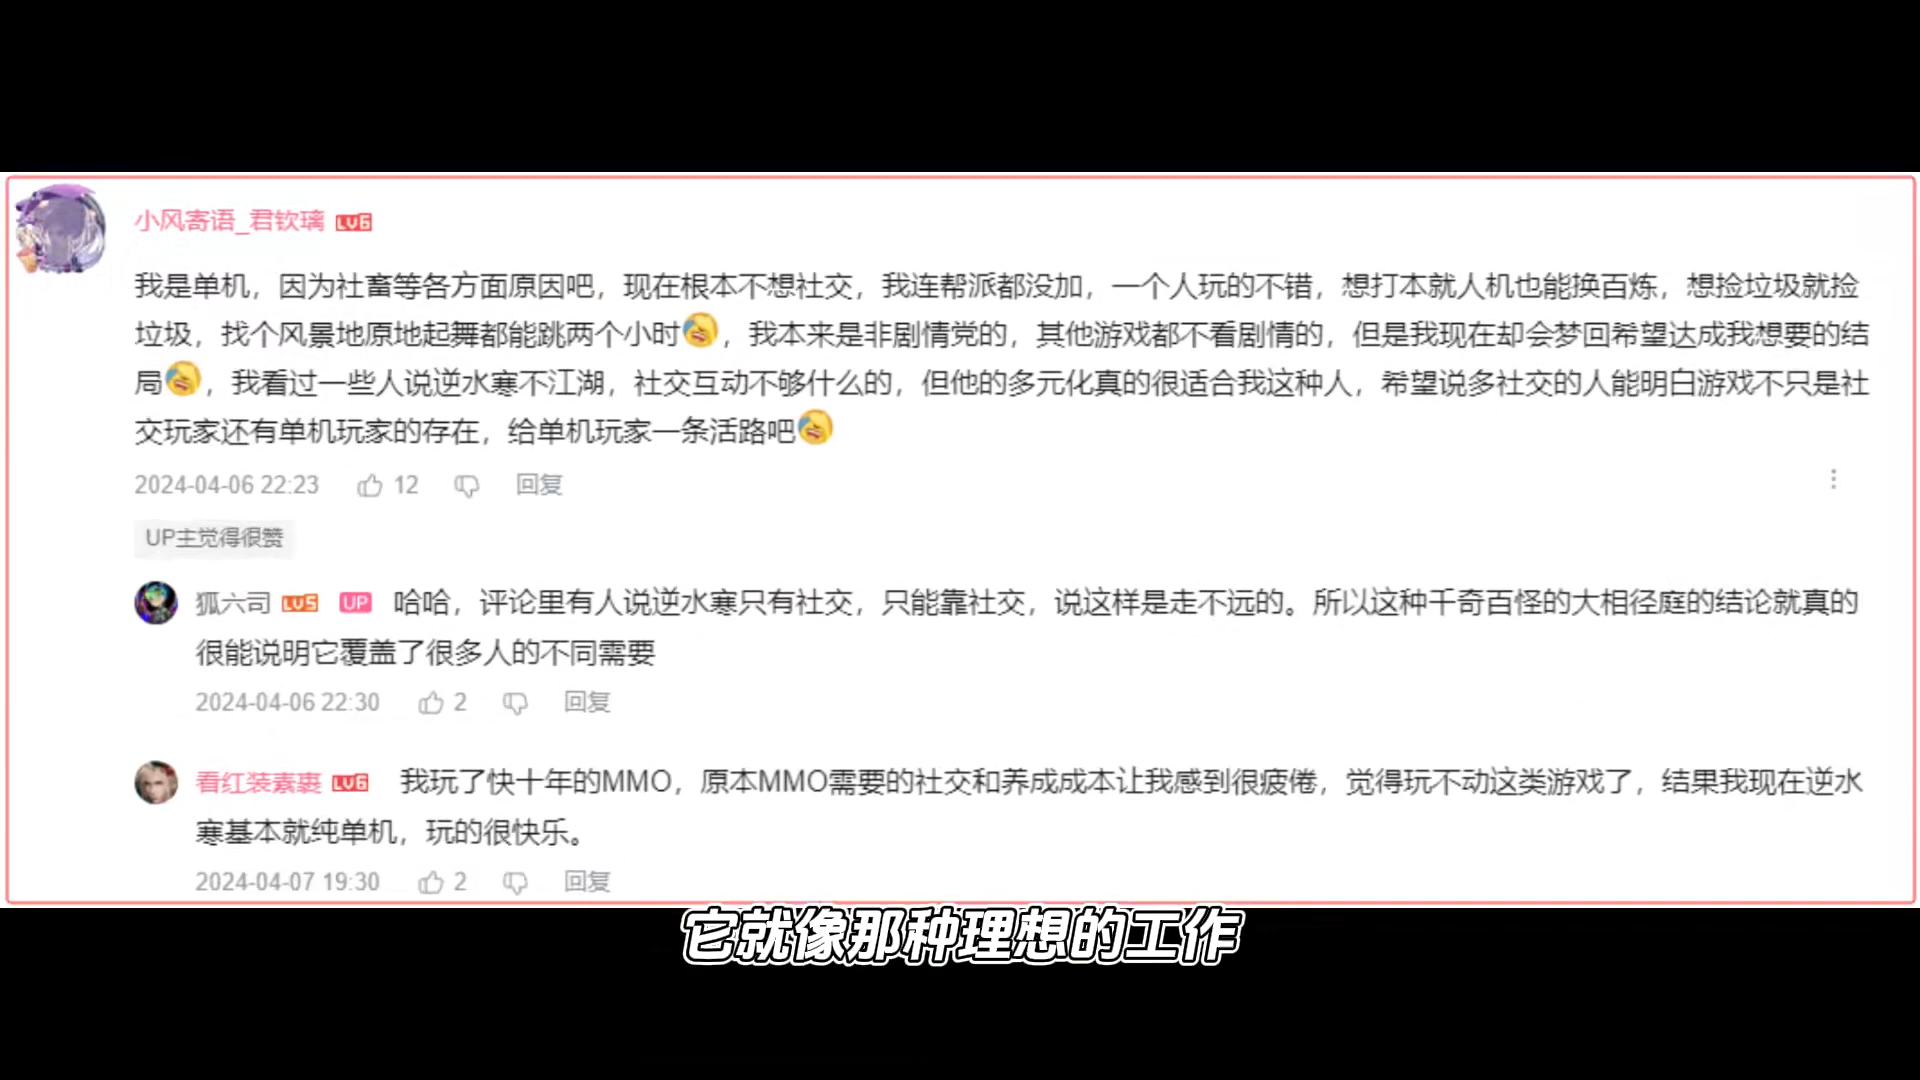 小风寄语_君钦璃 LV6
我是单机，因为社畜等各方面原因吧，现在根本不想社交，我连帮派都没加，一个人玩的不错，想打本就人机也能换百炼，想捡垃圾就捡
垃圾，找个风景地原地起舞都能跳两个小时，我本来是非剧情党的，其他游戏都不看剧情的，但是我现在却会梦回希望达成我想要的结
局，我看过一些人说逆水寒不江湖，社交互动不够什么的，但他的多元化真的很适合我这种人，希望说多社交的人能明白游戏不只是社
交玩家还有单机玩家的存在，给单机玩家一条活路吧
2024-04-06 22:23 12 回复
UP主觉得很赞
狐六司 LV5 UP 哈哈，评论里有人说逆水寒只有社交，只能靠社交，说这样是走不远的。所以这种千奇百怪的大相径庭的结论就真的
很能说明它覆盖了很多人的不同需要
2024-04-06 22:30 2 回复
看红装素裹 LV6 我玩了快十年的MMO，原本MMO需要的社交和养成成本让我感到很疲倦，觉得玩不动这类游戏了，结果我现在逆水
寒基本就纯单机，玩的很快乐。
2024-04-07 19:30 2 回复
它就像那种理想的工作